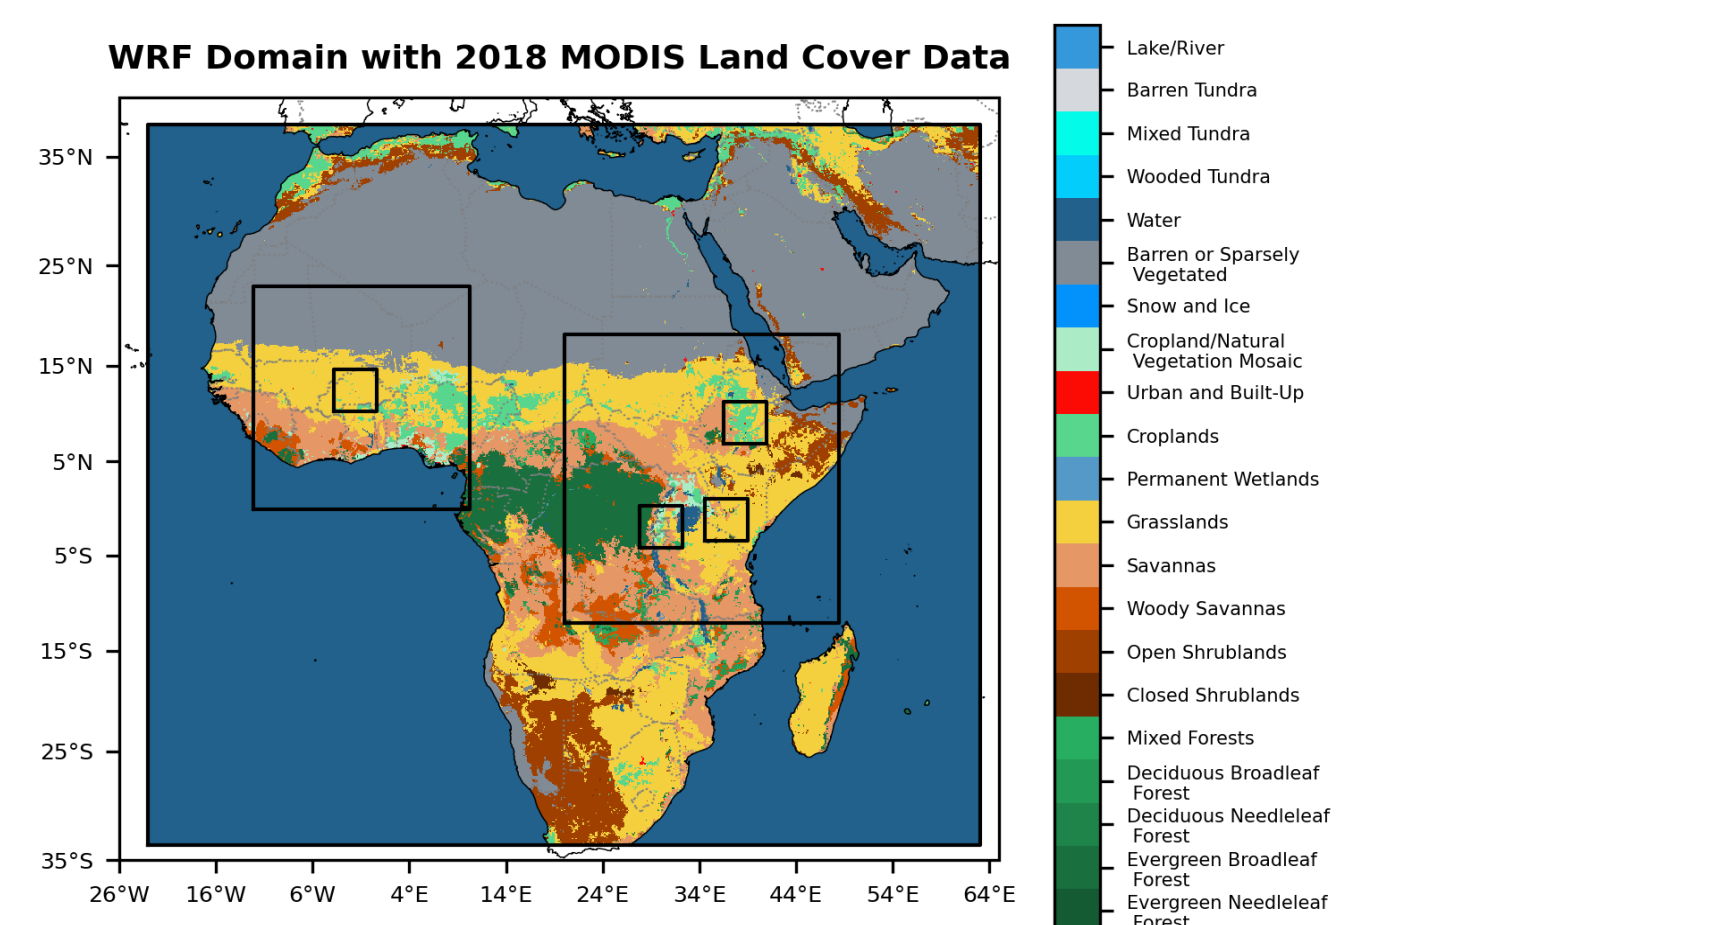 WRF Domain with 2018 MODIS Land Cover Data
35°N
25°N
15°N
5°N
5°S
15°S
25°S
35°S
26°W 16°W 6°W 4°E 14°E 24°E 34°E 44°E 54°E 64°E
Lake/River
Barren Tundra
Mixed Tundra
Wooded Tundra
Water
Barren or Sparsely
Vegetated
Snow and Ice
Cropland/Natural
Vegetation Mosaic
Urban and Built-Up
Croplands
Permanent Wetlands
Grasslands
Savannas
Woody Savannas
Open Shrublands
Closed Shrublands
Mixed Forests
Deciduous Broadleaf
Forest
Deciduous Needleleaf
Forest
Evergreen Broadleaf
Forest
Evergreen Needleleaf
Forest